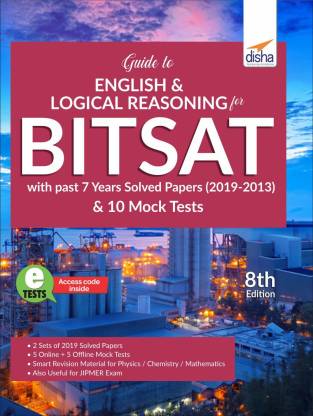 disha
Guide to
ENGLISH &
LOGICAL REASONING for
BITSAT
with past 7 Years Solved Papers (2019-2013)
& 10 Mock Tests
e
TESTS
Access code
inside
8th
Edition
• 2 Sets of 2019 Solved Papers
• 5 Online + 5 Offline Mock Tests
• Smart Revision Material for Physics / Chemistry / Mathematics
• Also Useful for JIPMER Exam